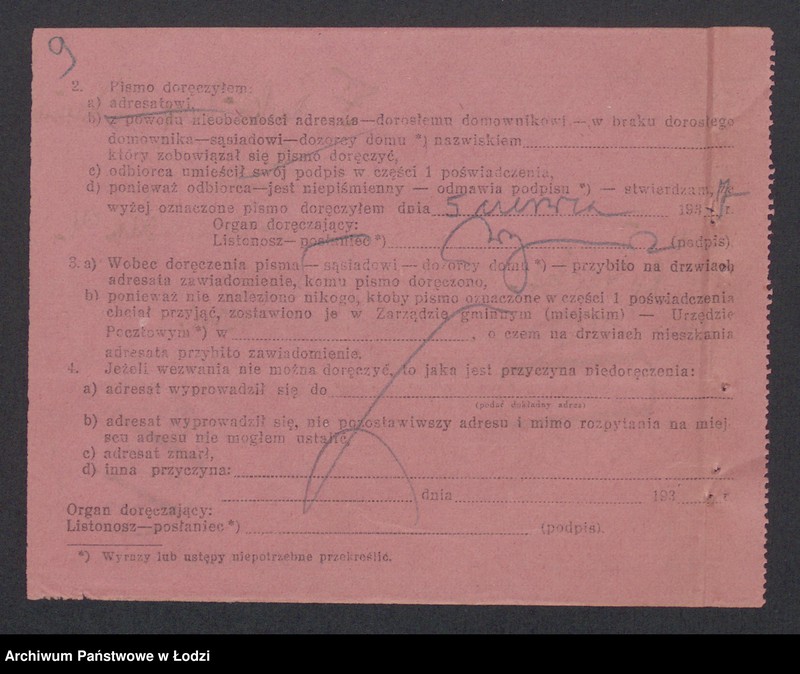 9
2. Pismo doręczyłem:
a) adresatowi, *
b) z powodu nieobecności adresata—dorosłemu domownikowi — w braku dorosłego
domownika—sąsiadowi—dozorcy domu *) nazwiskiem
który zobowiązał się pismo doręczyć,
c) odbiorca umieścił swój podpis w części 1 poświadczenia,
d) ponieważ odbiorca—jest niepiśmienny — odmawia podpisu *) — stwierdzam, że
wyżej oznaczone pismo doręczyłem dnia 5 czerwca 193 r.
Organ doręczający:
Listonosz—posłaniec *) (podpis)
3. a) Wobec doręczenia pisma — sąsiadowi — dozorcy domu *) — przybito na drzwiach
adresata zawiadomienie, komu pismo doręczono,
b) ponieważ nie znaleziono nikogo, ktoby pismo oznaczone w części 1 poświadczenia
chciał przyjąć, zostawiono je w Zarządzie gminnym (miejskim) — Urzędzie
Pocztowym *) w , o czem na drzwiach mieszkania
adresata przybito zawiadomienie.
4. Jeżeli wezwania nie można doręczyć, to jaka jest przyczyna niedoręczenia:
a) adresat wyprowadził się do
(podać dokładny adres)
b) adresat wyprowadził się, nie pozostawiwszy adresu i mimo rozpytania na miej-
scu adresu nie mogłem ustalić,
c) adresat zmarł,
d) inna przyczyna:
dnia 193 r
Organ doręczający:
Listonosz—posłaniec *) (podpis).
*) Wyrazy lub ustępy niepotrzebne przekreślić.
Archiwum Państwowe w Łodzi